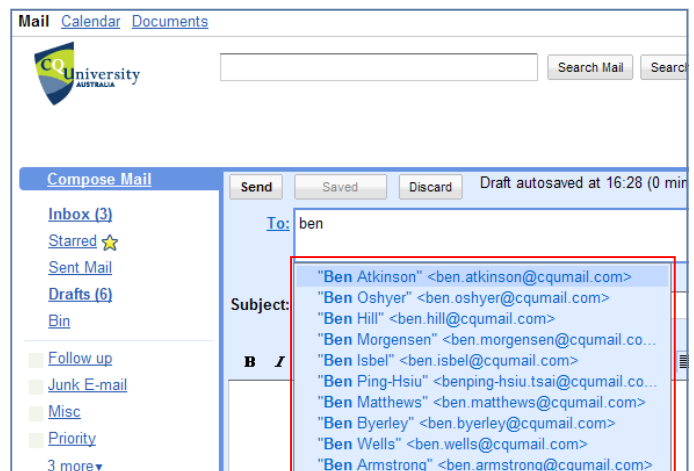 Mail Calendar Documents
CQUniversity
AUSTRALIA
Search Mail Search
Compose Mail
Send Saved Discard Draft autosaved at 16:28 (0 min
Inbox (3)
To: ben
Starred
Sent Mail
Drafts (6)
Bin
Subject:
"Ben Atkinson" <ben.atkinson@cqumail.com>
"Ben Oshyer" <ben.oshyer@cqumail.com>
"Ben Hill" <ben.hill@cqumail.com>
"Ben Morgensen" <ben.morgensen@cqumail.co...
"Ben Isbel" <ben.isbel@cqumail.com>
"Ben Ping-Hsiu" <benping-hsiu.tsai@cqumail.co...
"Ben Matthews" <ben.matthews@cqumail.com>
"Ben Byerley" <ben.byerley@cqumail.com>
"Ben Wells" <ben.wells@cqumail.com>
"Ben Armstrong" <ben.armstrong@cqumail.com>
B I
Follow up
Junk E-mail
Misc
Priority
3 more▾